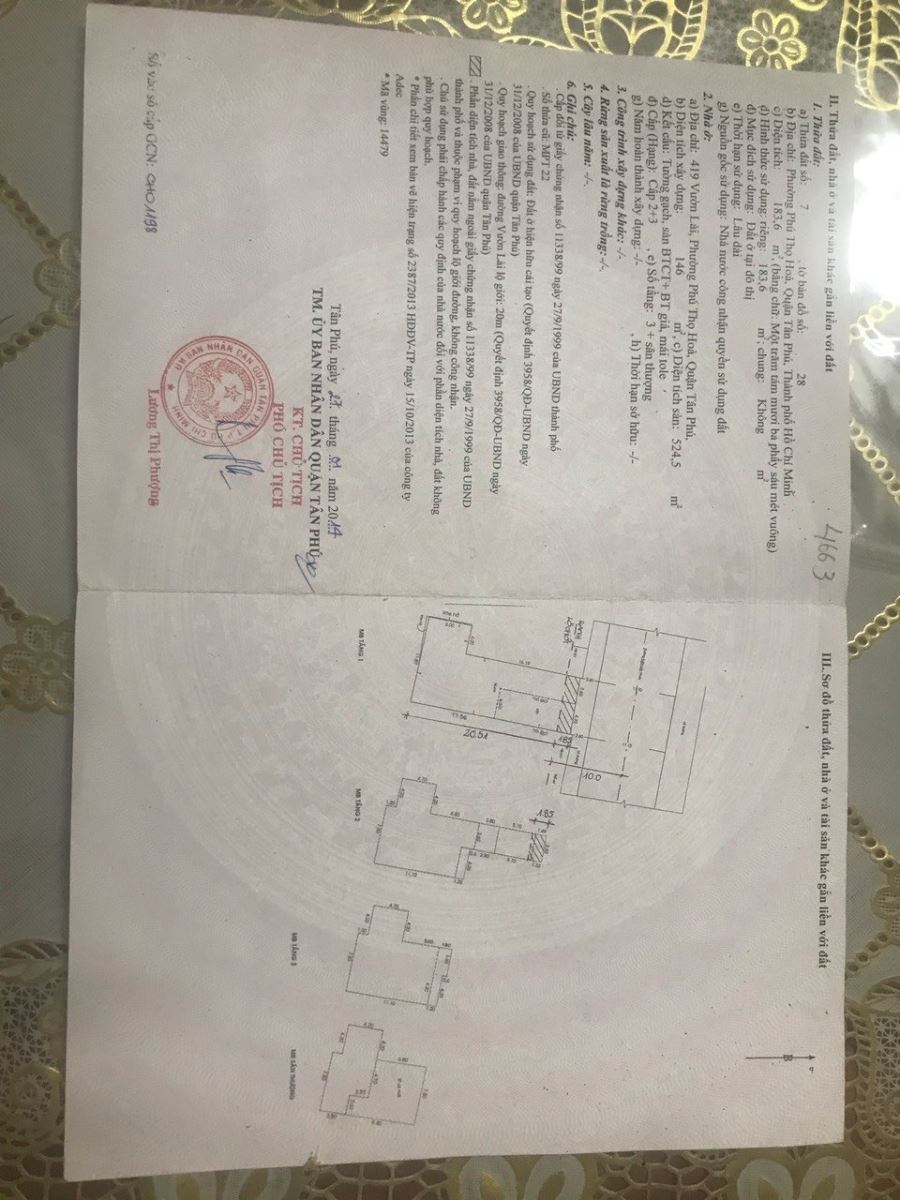 II. Thửa đất, nhà ở và tài sản khác gắn liền với đất
4663
1. Thửa đất:
a) Thửa đất số: 7 , tờ bản đồ số: 28
b) Địa chỉ: Phường Phú Thọ Hoà, Quận Tân Phú, Thành phố Hồ Chí Minh
c) Diện tích: 183,6 m², (bằng chữ: Một trăm tám mươi ba phẩy sáu mét vuông)
d) Hình thức sử dụng: riêng: 183,6 m²; chung: Không m²
đ) Mục đích sử dụng: Đất ở tại đô thị
e) Thời hạn sử dụng: Lâu dài
g) Nguồn gốc sử dụng: Nhà nước công nhận quyền sử dụng đất
2. Nhà ở:
a) Địa chỉ: 419 Vườn Lài, Phường Phú Thọ Hoà, Quận Tân Phú,
b) Diện tích xây dựng: 146 m², c) Diện tích sàn: 524,5 m²
d) Kết cấu: Tường gạch, sàn BTCT+ BT giả, mái tole ,
đ) Cấp (Hạng): Cấp 2+3 , e) Số tầng: 3 + sân thượng
g) Năm hoàn thành xây dựng: -/- , h) Thời hạn sở hữu: -/-
3. Công trình xây dựng khác: -/-.
4. Rừng sản xuất là rừng trồng: -/-.
5. Cây lâu năm: -/-.
6. Ghi chú:
. Cấp đổi từ giấy chứng nhận số 11338/99 ngày 27/9/1999 của UBND thành phố
. Số thửa cũ: MPT 22
. Quy hoạch sử dụng đất: Đất ở hiện hữu cải tạo (Quyết định 3958/QĐ-UBND ngày
31/12/2008 của UBND quận Tân Phú)
. Quy hoạch giao thông: đường Vườn Lài lộ giới: 20m (Quyết định 3958/QĐ-UBND ngày
31/12/2008 của UBND quận Tân Phú)
. Phần diện tích nhà, đất nằm ngoài giấy chứng nhận số 11338/99 ngày 27/9/1999 của UBND
thành phố và thuộc phạm vi quy hoạch lộ giới đường, không công nhận.
. Chủ sử dụng phải chấp hành các quy định của nhà nước đối với phần diện tích nhà, đất không
phù hợp quy hoạch.
* Phần chi tiết xem bản vẽ hiện trạng số 2387/2013 HĐĐV-TP ngày 15/10/2013 của công ty
Adec
* Mã vùng: 14479
Tân Phú, ngày 27 tháng 01 năm 2014
TM. ỦY BAN NHÂN DÂN QUẬN TÂN PHÚ
KT. CHỦ TỊCH
PHÓ CHỦ TỊCH
ỦY BAN NHÂN DÂN QUẬN TÂN PHÚ
T.P HỒ CHÍ MINH
Lương Thị Phượng
Số vào sổ cấp GCN: CH01198
III. Sơ đồ thửa đất, nhà ở và tài sản khác gắn liền với đất
B
10.0
1.85
20.51
MB TẦNG 1
1.85
MB TẦNG 2
MB TẦNG 3
MB SÂN THƯỢNG